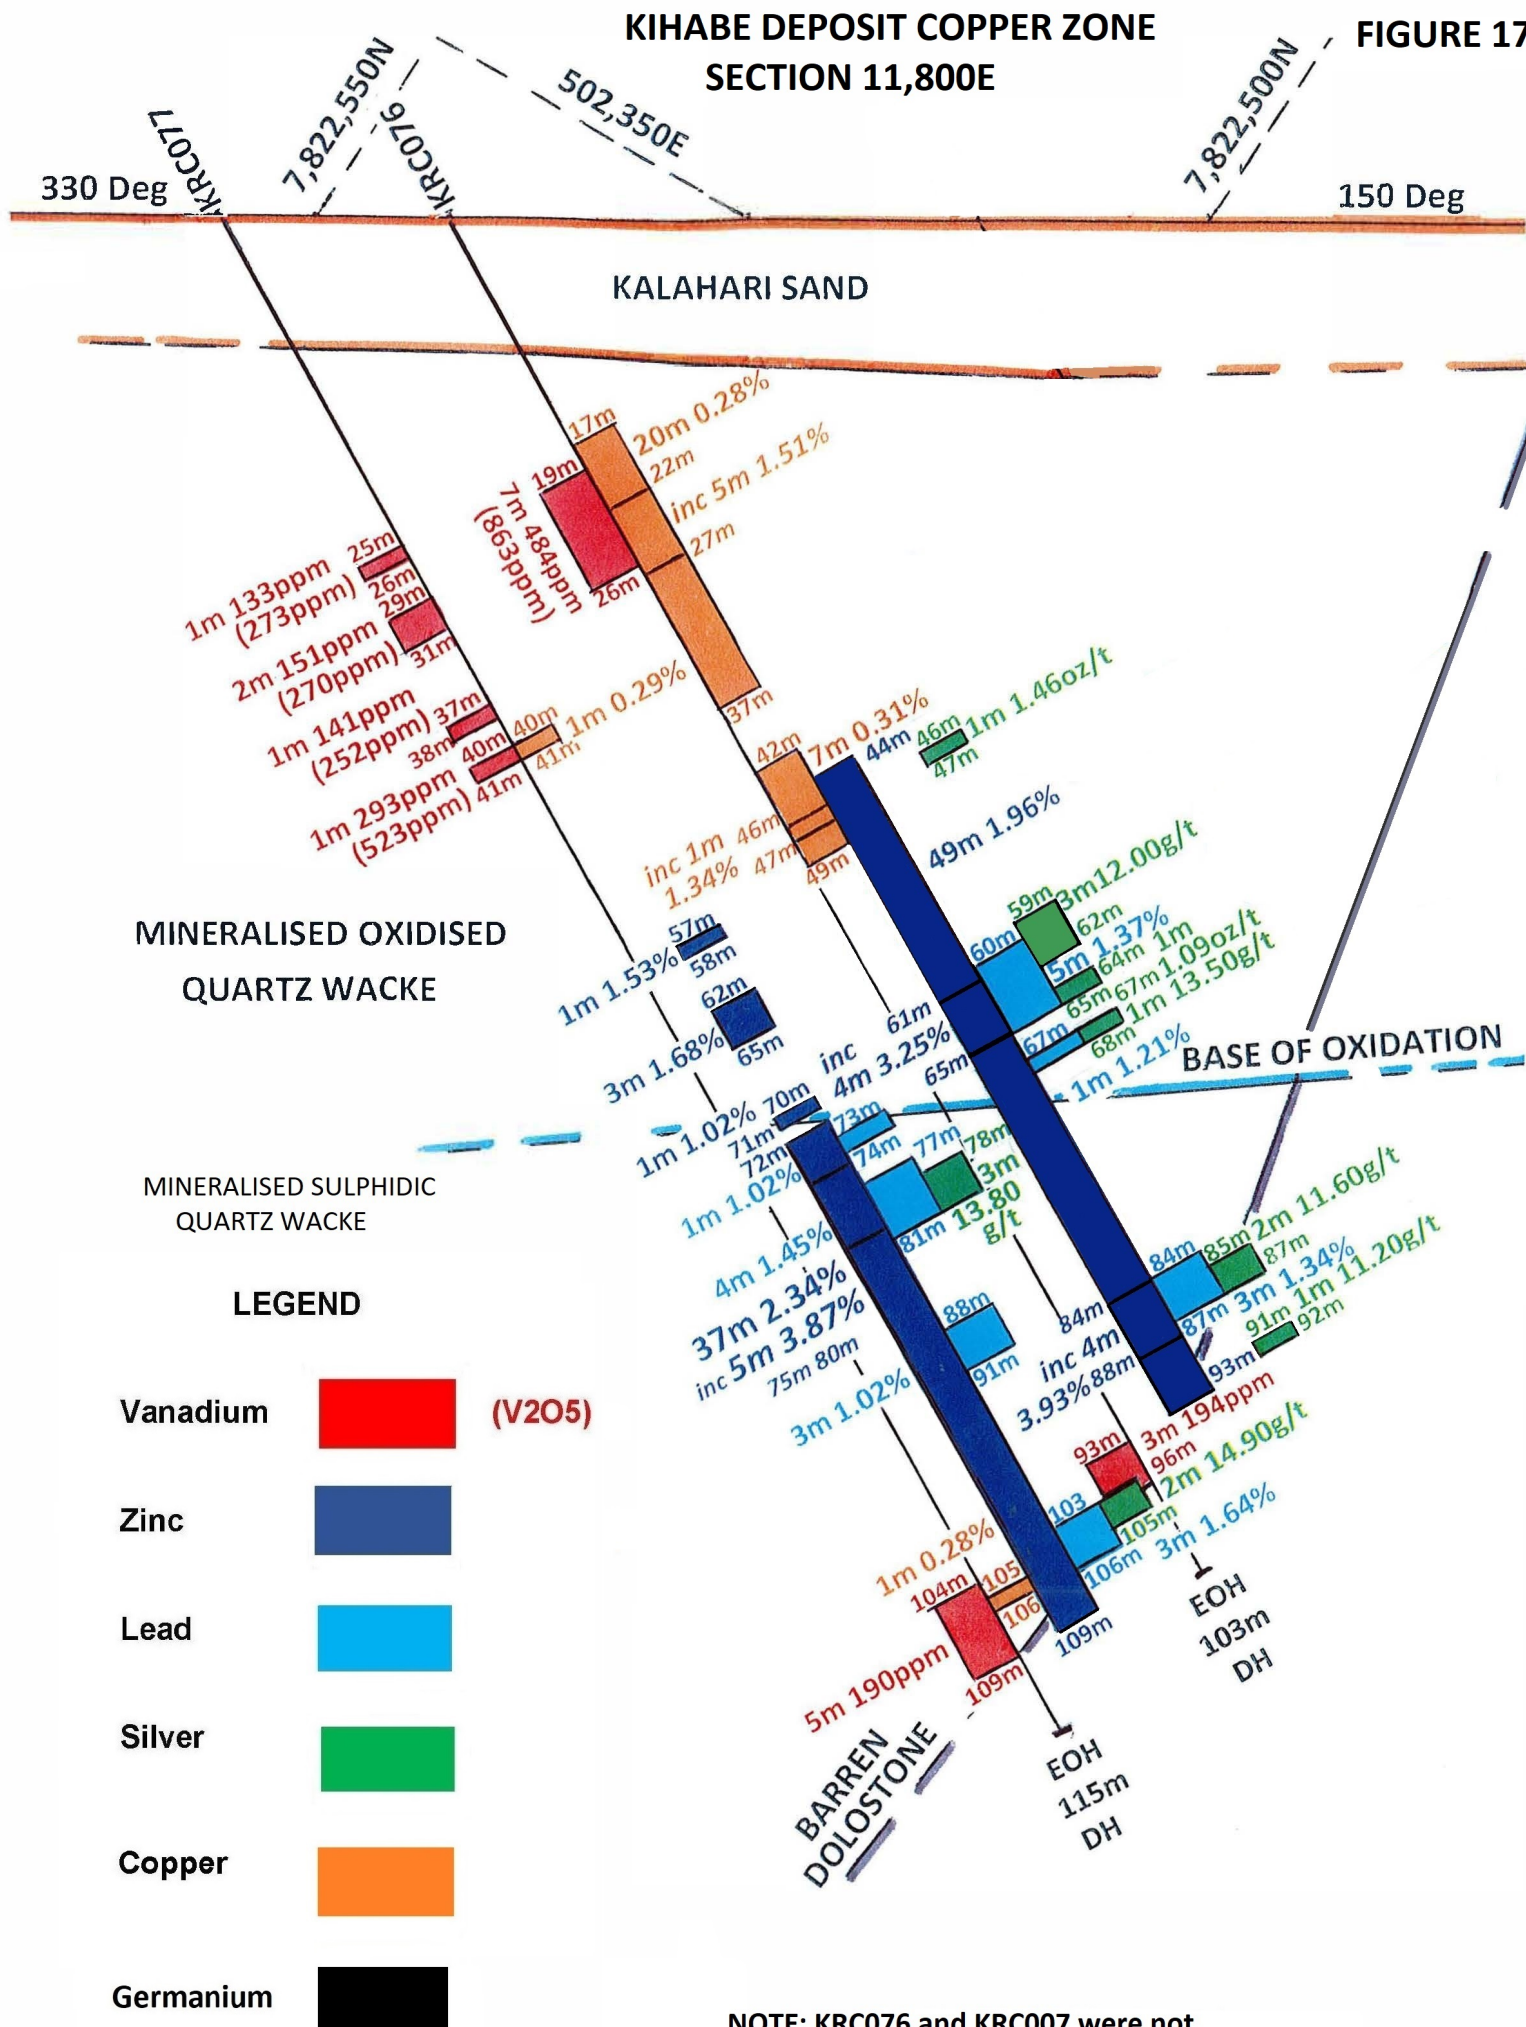 KIHABE DEPOSIT COPPER ZONE
SECTION 11,800E
FIGURE 17
7,822,550N
502,350E
7,822,500N
KRC077
KRC076
330 Deg
150 Deg
KALAHARI SAND
17m
20m 0.28%
22m
19m
inc 5m 1.51%
7m 484ppm
(863ppm)
27m
26m
37m
25m
1m 133ppm
(273ppm)
26m
29m
2m 151ppm
(270ppm)
31m
37m
1m 141ppm
(252ppm)
38m
40m
1m 293ppm
(523ppm)
41m
40m
1m 0.29%
41m
42m
7m 0.31%
44m
46m
1m 1.46oz/t
47m
49m 1.96%
inc 1m
1.34%
46m
47m
49m
MINERALISED OXIDISED
QUARTZ WACKE
57m
1m 1.53%
58m
62m
3m 1.68%
65m
59m
3m12.00g/t
62m
60m
5m 1.37%
64m 1m
1.09oz/t
65m
67m
1m 13.50g/t
67m
68m
1m 1.21%
61m
inc
4m 3.25%
65m
BASE OF OXIDATION
70m
1m 1.02%
71m
72m
73m
1m 1.02%
74m
77m
78m
3m
13.80
g/t
81m
4m 1.45%
MINERALISED SULPHIDIC
QUARTZ WACKE
37m 2.34%
inc 5m 3.87%
75m 80m
88m
91m
3m 1.02%
84m
85m
2m 11.60g/t
87m
87m
3m 1.34%
91m
1m 11.20g/t
92m
84m
inc 4m
3.93%
88m
93m
93m
3m 194ppm
96m
2m 14.90g/t
103
105m
106m
3m 1.64%
1m 0.28%
104m
105
106
109m
5m 190ppm
109m
EOH
103m
DH
EOH
115m
DH
BARREN
DOLOSTONE
LEGEND
Vanadium
(V2O5)
Zinc
Lead
Silver
Copper
Germanium
NOTE: KRC076 and KRC007 were not